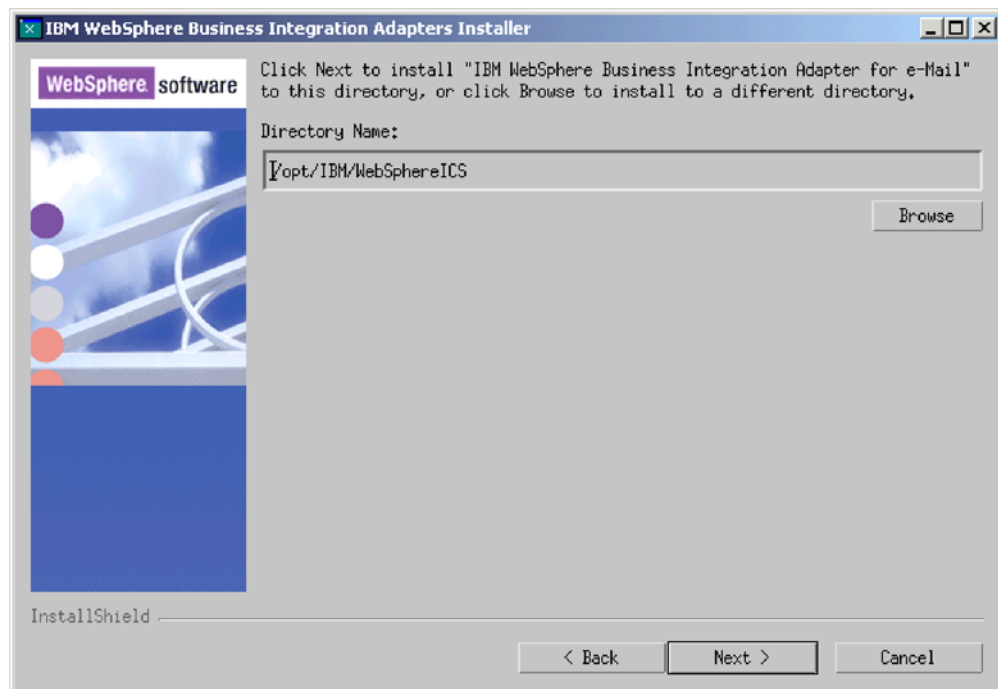 IBM WebSphere Business Integration Adapters Installer
WebSphere software
Click Next to install "IBM WebSphere Business Integration Adapter for e-Mail"
to this directory, or click Browse to install to a different directory.
Directory Name:
/opt/IBM/WebSphereICS
Browse
InstallShield
< Back
Next >
Cancel